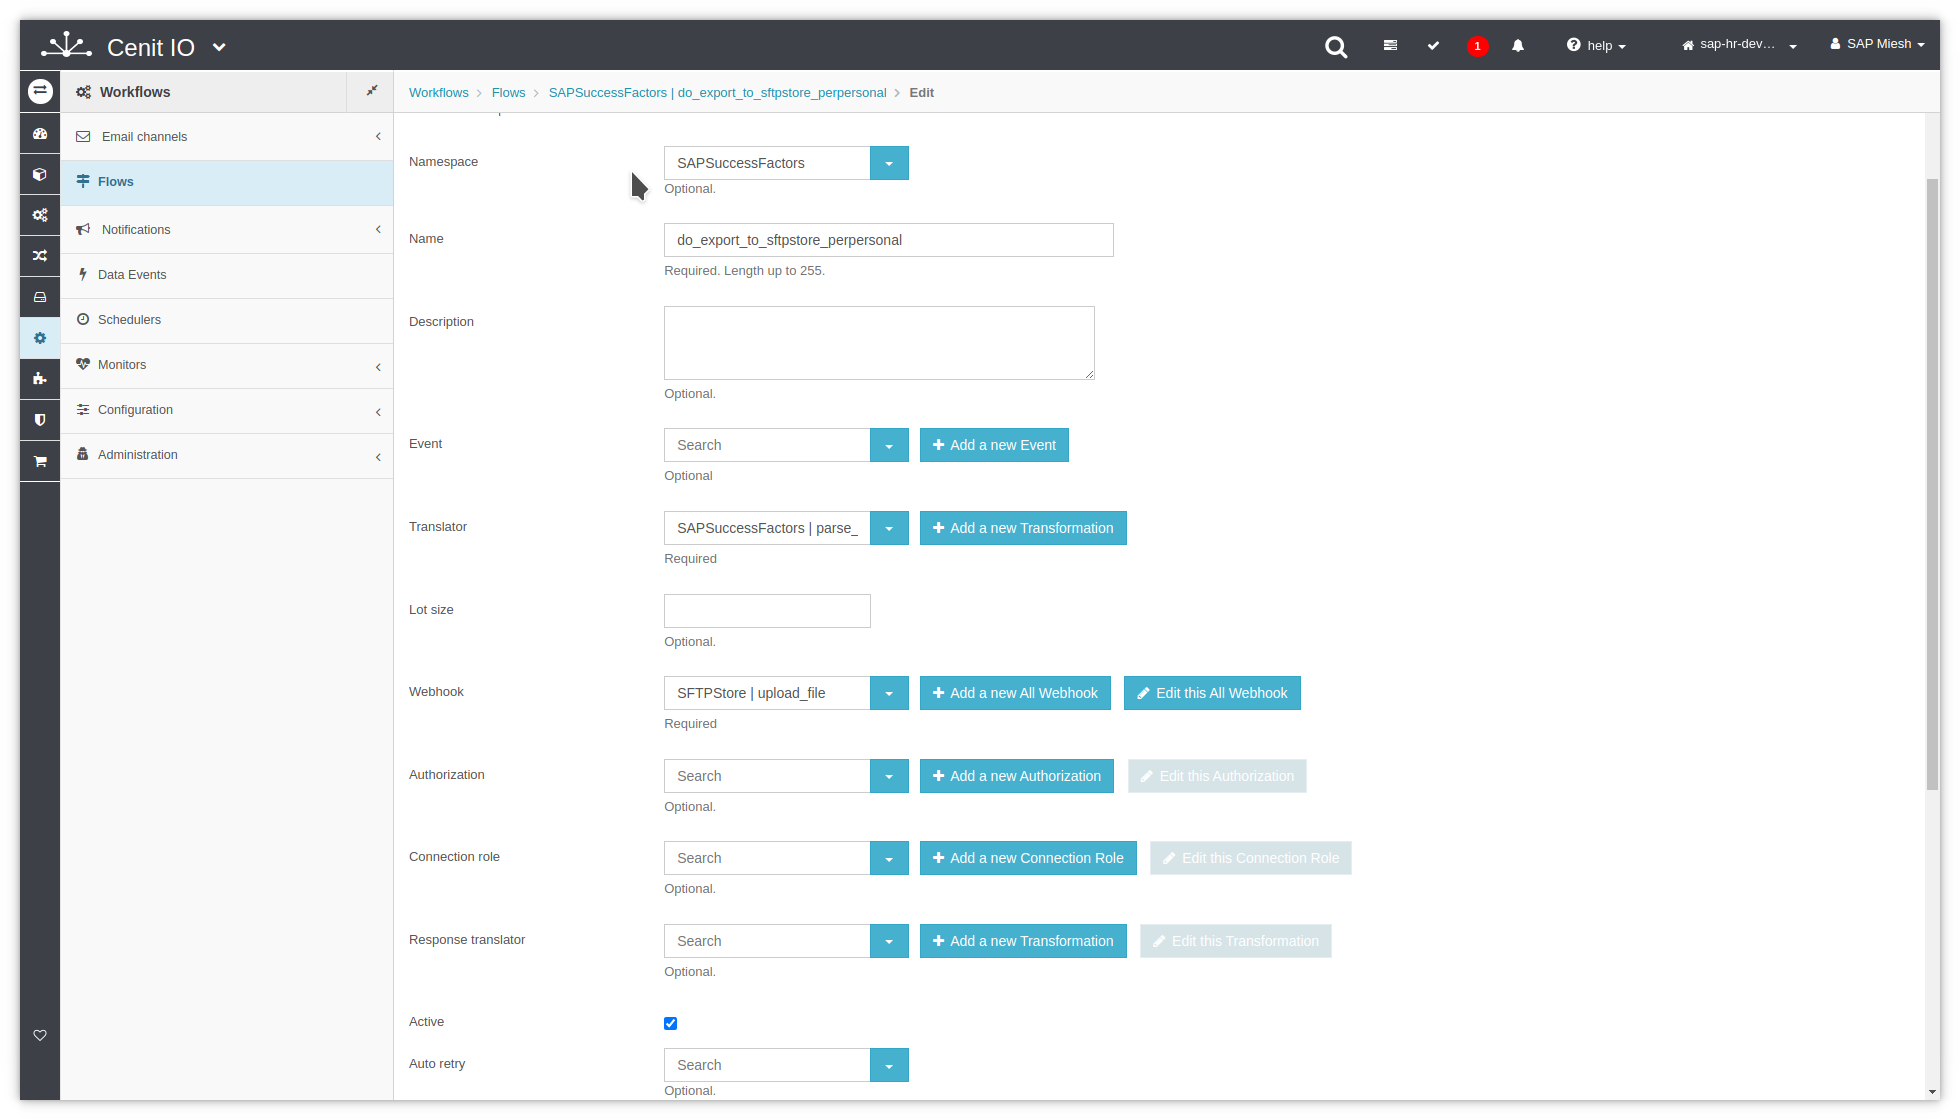 Cenit IO
1
help
sap-hr-dev...
SAP Miesh
Workflows
Workflows > Flows > SAPSuccessFactors | do_export_to_sftpstore_perpersonal > Edit
Email channels
Flows
Notifications
Data Events
Schedulers
Monitors
Configuration
Administration
Namespace
SAPSuccessFactors
Optional.
Name
do_export_to_sftpstore_perpersonal
Required. Length up to 255.
Description
Optional.
Event
Search
Add a new Event
Optional
Translator
SAPSuccessFactors | parse_
Add a new Transformation
Required
Lot size
Optional.
Webhook
SFTPStore | upload_file
Add a new All Webhook
Edit this All Webhook
Required
Authorization
Search
Add a new Authorization
Edit this Authorization
Optional.
Connection role
Search
Add a new Connection Role
Edit this Connection Role
Optional.
Response translator
Search
Add a new Transformation
Edit this Transformation
Optional.
Active
Auto retry
Search
Optional.